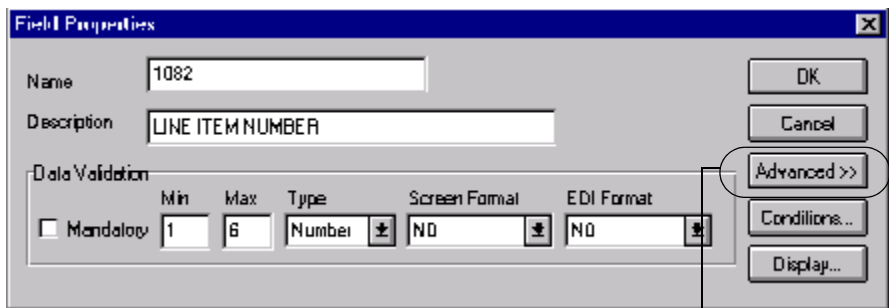 Field Properties
Name 1082
Description LINE ITEM NUMBER
Data Validation
Min Max Type Screen Format EDI Format
Mandatory 1 6 Number N0 N0
OK
Cancel
Advanced >>
Conditions...
Display...